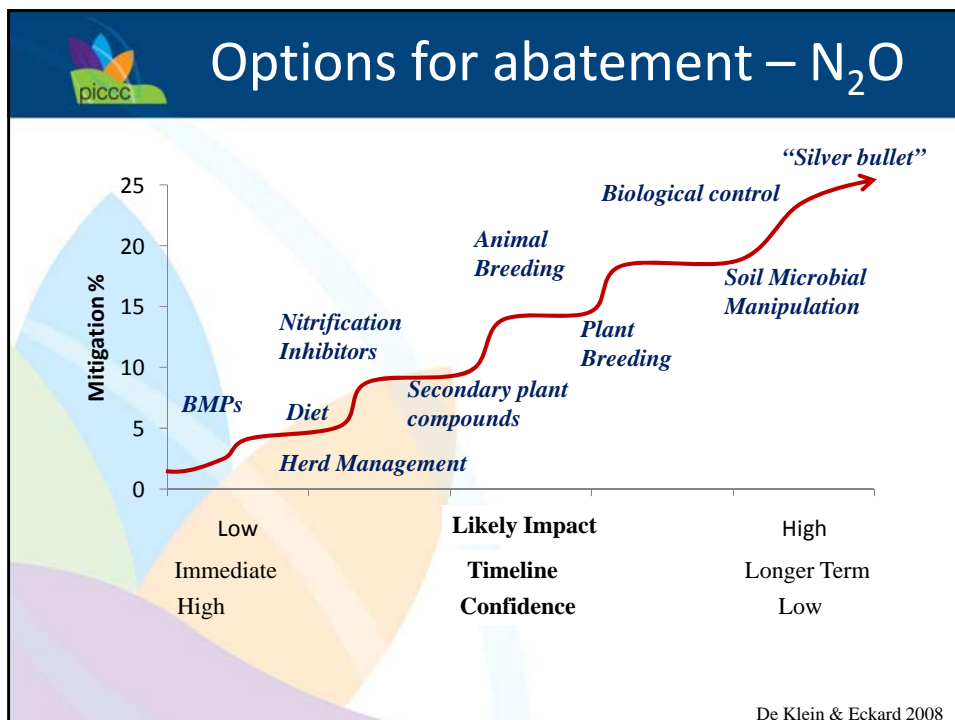 piccc
Options for abatement – N₂O
“Silver bullet”
Biological control
Animal
Breeding
Soil Microbial
Manipulation
Nitrification
Inhibitors
Plant
Breeding
Secondary plant
compounds
BMPs
Diet
Herd Management
Mitigation %
25
20
15
10
5
0
Low Likely Impact High
Immediate Timeline Longer Term
High Confidence Low
De Klein & Eckard 2008